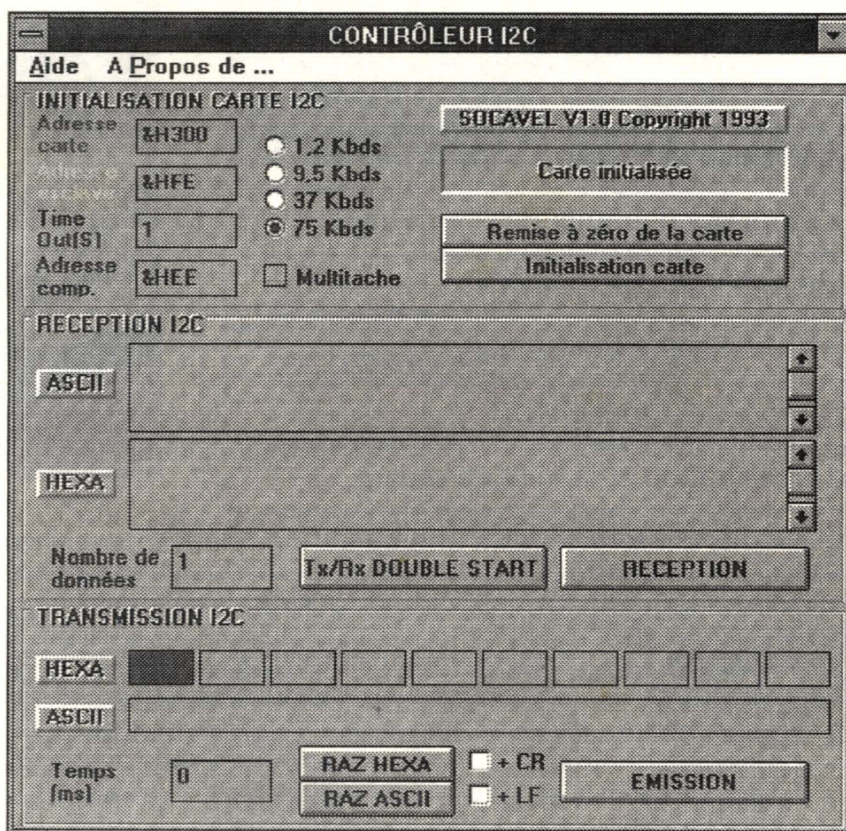 CONTRÔLEUR I2C
Aide A Propos de ...
INITIALISATION CARTE I2C
Adresse carte &H300
Adresse esclave &HFE
Time Out(S) 1
Adresse comp. &HEE
1,2 Kbds
9,5 Kbds
37 Kbds
75 Kbds
Multitache
SOCAVEL V1.0 Copyright 1993
Carte initialisée
Remise à zéro de la carte
Initialisation carte
RECEPTION I2C
ASCII
HEXA
Nombre de données 1
Tx/Rx DOUBLE START
RECEPTION
TRANSMISSION I2C
HEXA
ASCII
Temps (ms) 0
RAZ HEXA
RAZ ASCII
+ CR
+ LF
EMISSION